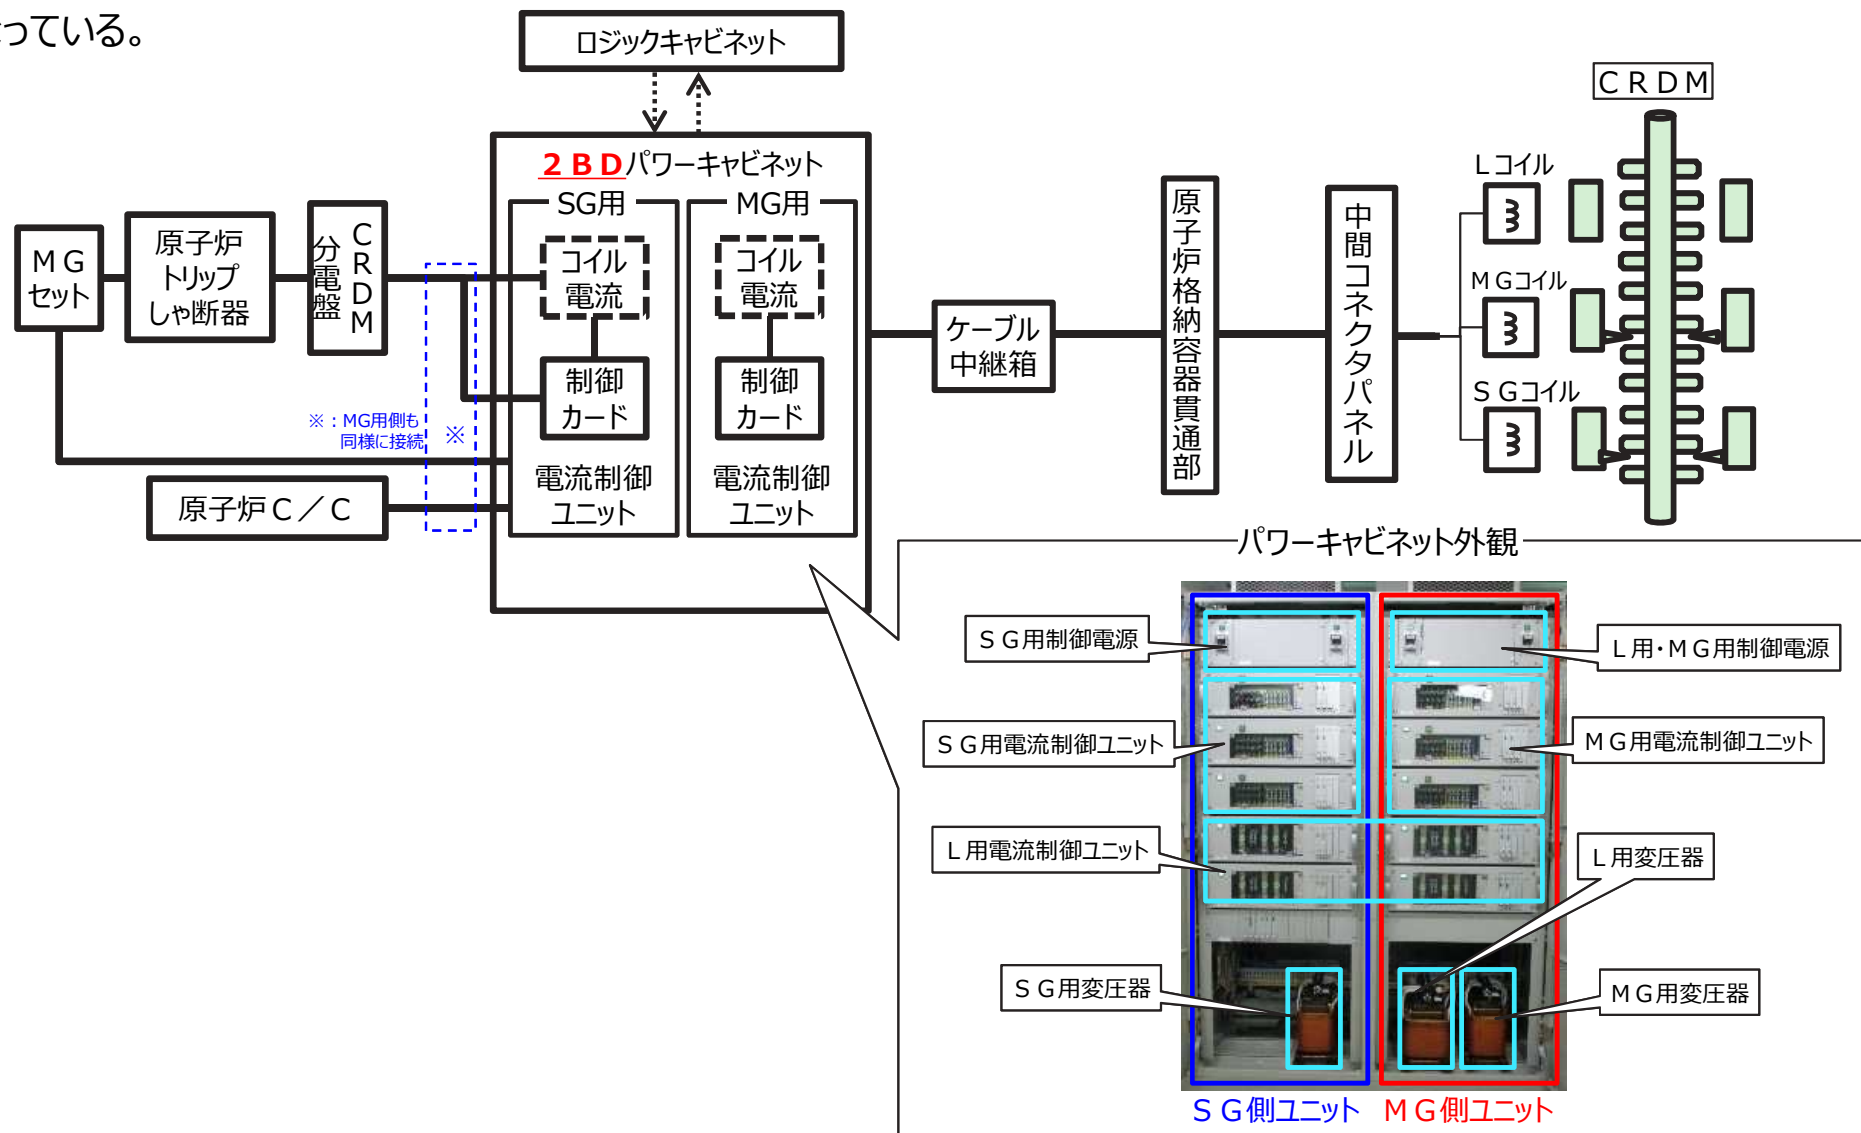 っている。
ロジックキャビネット
CRDM
２ＢＤパワーキャビネット
SG用
MG用
コイル
電流
コイル
電流
制御
カード
制御
カード
電流制御
ユニット
電流制御
ユニット
ＭＧ
セット
原子炉
トリップ
しゃ断器
ＣＲＤＭ
分電盤
※：MG用側も
同様に接続
※
原子炉Ｃ／Ｃ
ケーブル
中継箱
原子炉格納容器貫通部
中間コネクタパネル
Ｌコイル
ＭＧコイル
ＳＧコイル
パワーキャビネット外観
ＳＧ用制御電源
Ｌ用・ＭＧ用制御電源
ＳＧ用電流制御ユニット
ＭＧ用電流制御ユニット
Ｌ用電流制御ユニット
Ｌ用変圧器
ＳＧ用変圧器
ＭＧ用変圧器
ＳＧ側ユニット
ＭＧ側ユニット